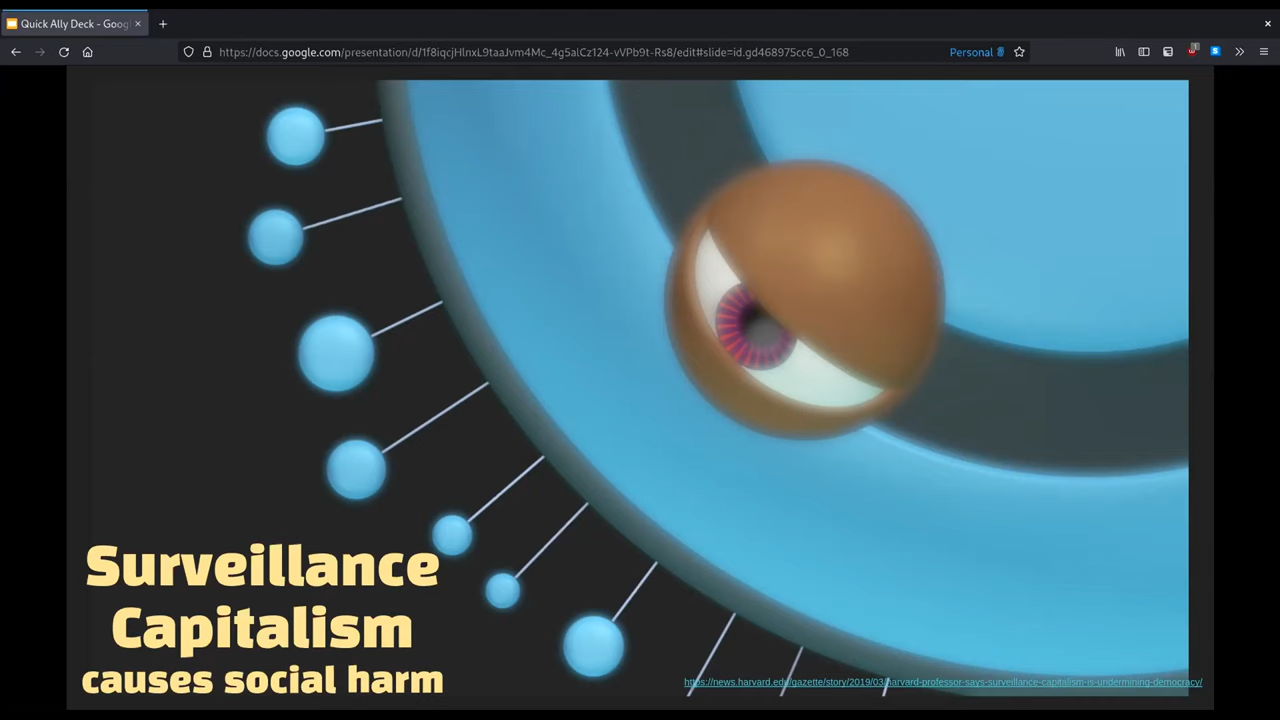 Quick Ally Deck - Goog
https://docs.google.com/presentation/d/1f8iqcjHlnxL9taaJvm4Mc_4g5alCz124-vVPb9t-Rs8/edit#slide=id.gd468975cc6_0_168
Personal
Surveillance
Capitalism
causes social harm
https://news.harvard.edu/gazette/story/2019/03/harvard-professor-says-surveillance-capitalism-is-undermining-democracy/